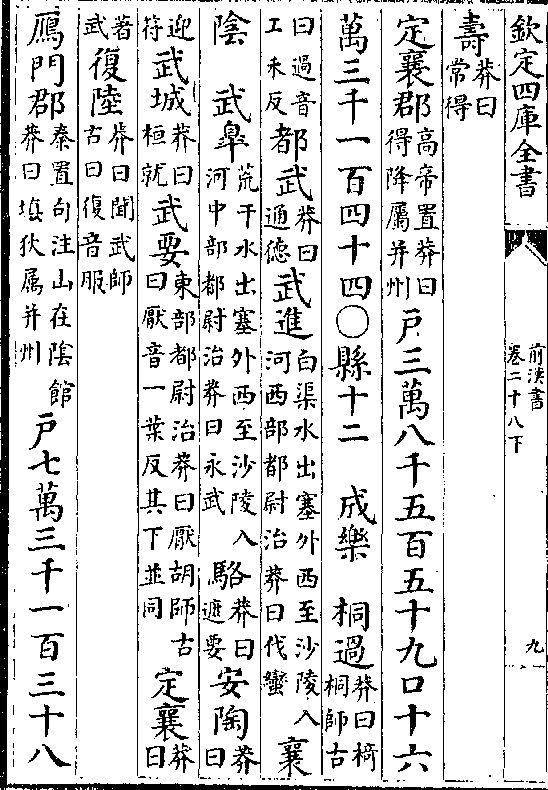 欽定四庫全書
前漢書
卷二十八下
九
壽莽曰常得
定襄郡高帝置莽曰得降屬并州戶三萬八千五百五十九口十六
萬三千一百四十四○縣十二 成樂 桐過莽曰椅桐師古
曰過音工禾反都武莽曰通德武進白渠水出塞外西至沙陵入河西部都尉治莽曰伐蠻襄
陰 武臯荒干水出塞外西至沙陵入河中部都尉治莽曰永武駱莽曰遮要安陶莽曰
迎符武城莽曰桓就武要東部都尉治莽曰厭胡師古曰厭音一葉反其下並同定襄莽曰
著武復陸莽曰聞武師古曰復音服
鴈門郡秦置句注山在陰館莽曰填狄屬并州戶七萬三千一百三十八